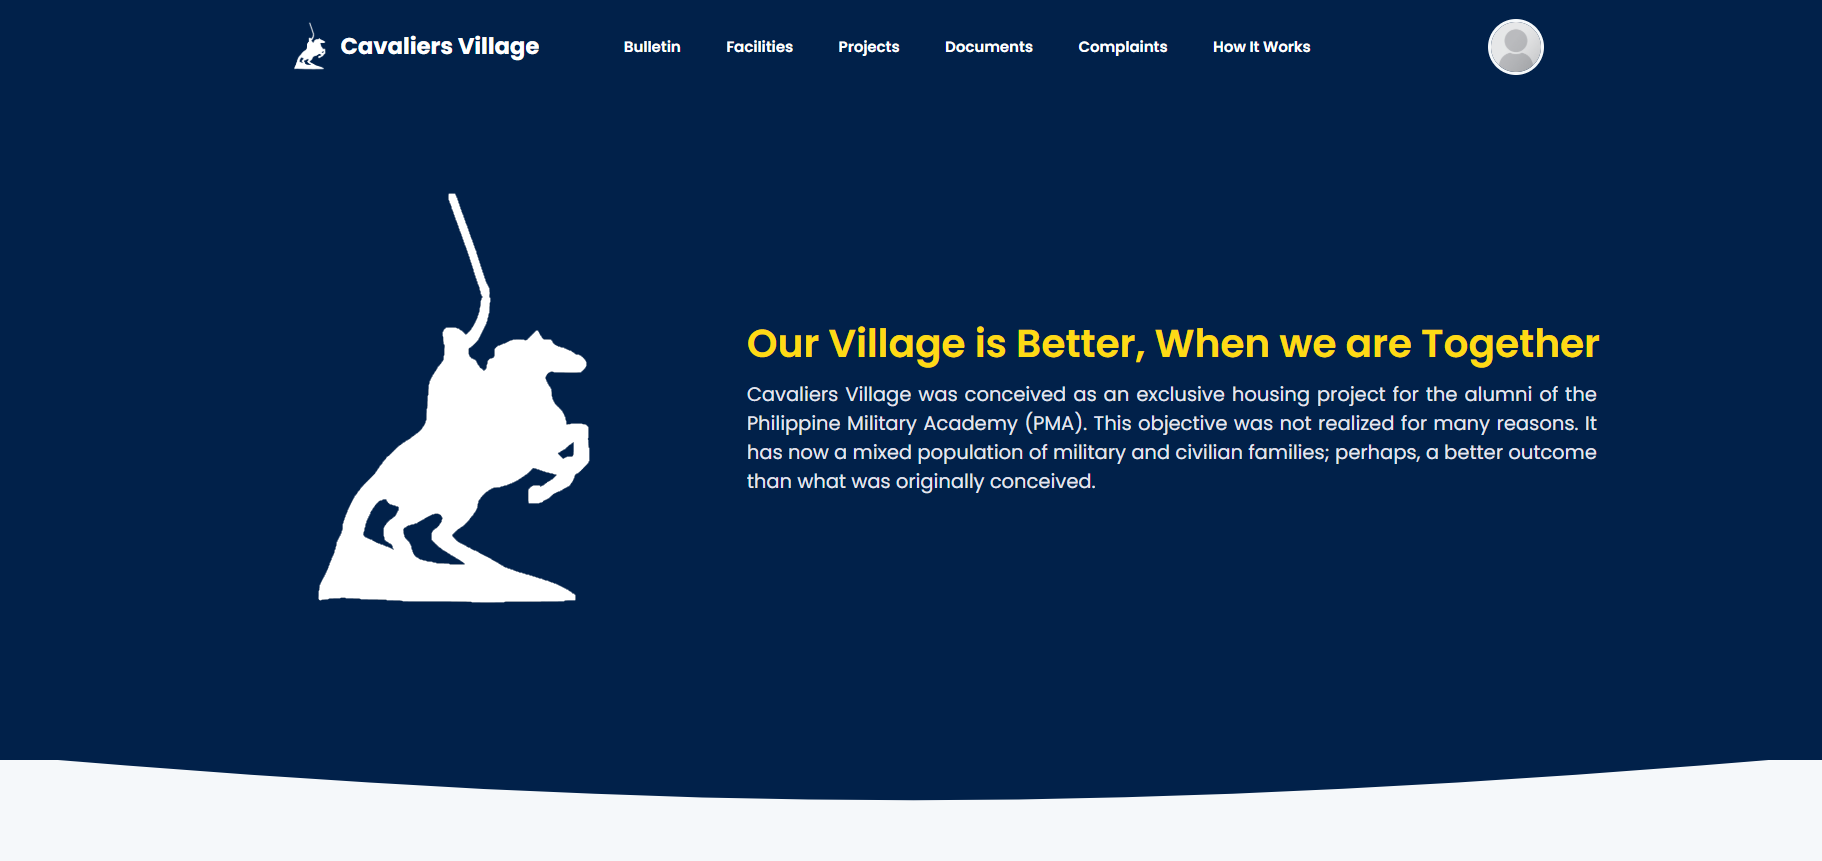 Cavaliers Village
Bulletin
Facilities
Projects
Documents
Complaints
How It Works
Our Village is Better, When we are Together
Cavaliers Village was conceived as an exclusive housing project for the alumni of the
Philippine Military Academy (PMA). This objective was not realized for many reasons. It
has now a mixed population of military and civilian families; perhaps, a better outcome
than what was originally conceived.